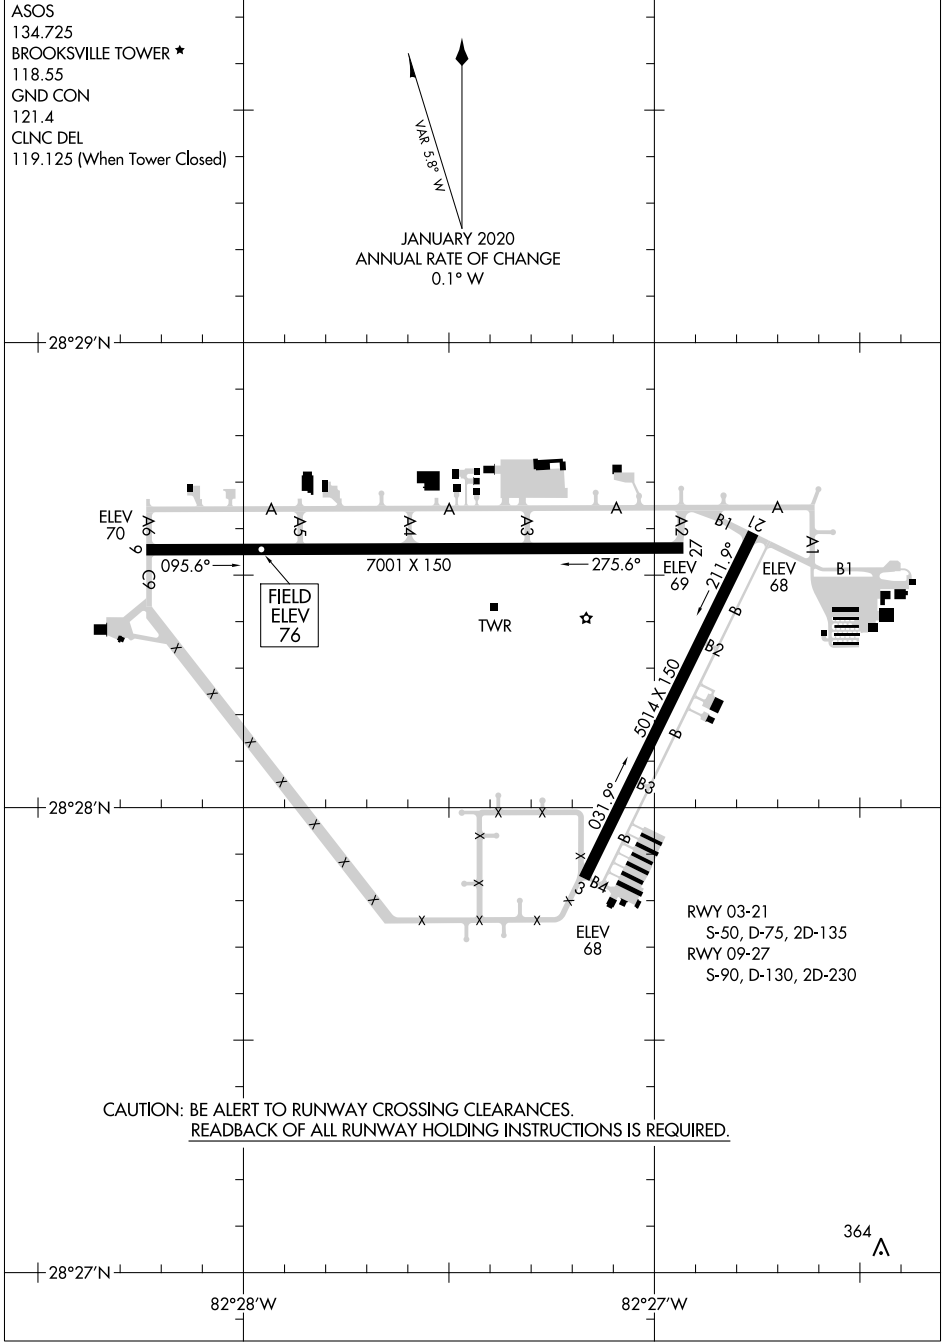 ASOS
134.725
BROOKSVILLE TOWER ★
118.55
GND CON
121.4
CLNC DEL
119.125 (When Tower Closed)
VAR 5.8° W
JANUARY 2020
ANNUAL RATE OF CHANGE
0.1° W
28°29'N
ELEV
70
A6
A
A5
A4
A
A3
A
A2
B1
21
A
A1
9
C9
095.6°
7001 X 150
275.6°
27
ELEV
69
211.9°
ELEV
68
B1
FIELD
ELEV
76
TWR
B
B2
5014 X 150
B
X
X
X
X
X
X
X
28°28'N
031.9°
B3
B
X
X
X
X
X
X
X
X
X
3
B4
ELEV
68
RWY 03-21
S-50, D-75, 2D-135
RWY 09-27
S-90, D-130, 2D-230
CAUTION: BE ALERT TO RUNWAY CROSSING CLEARANCES.
READBACK OF ALL RUNWAY HOLDING INSTRUCTIONS IS REQUIRED.
364
28°27'N
82°28'W
82°27'W